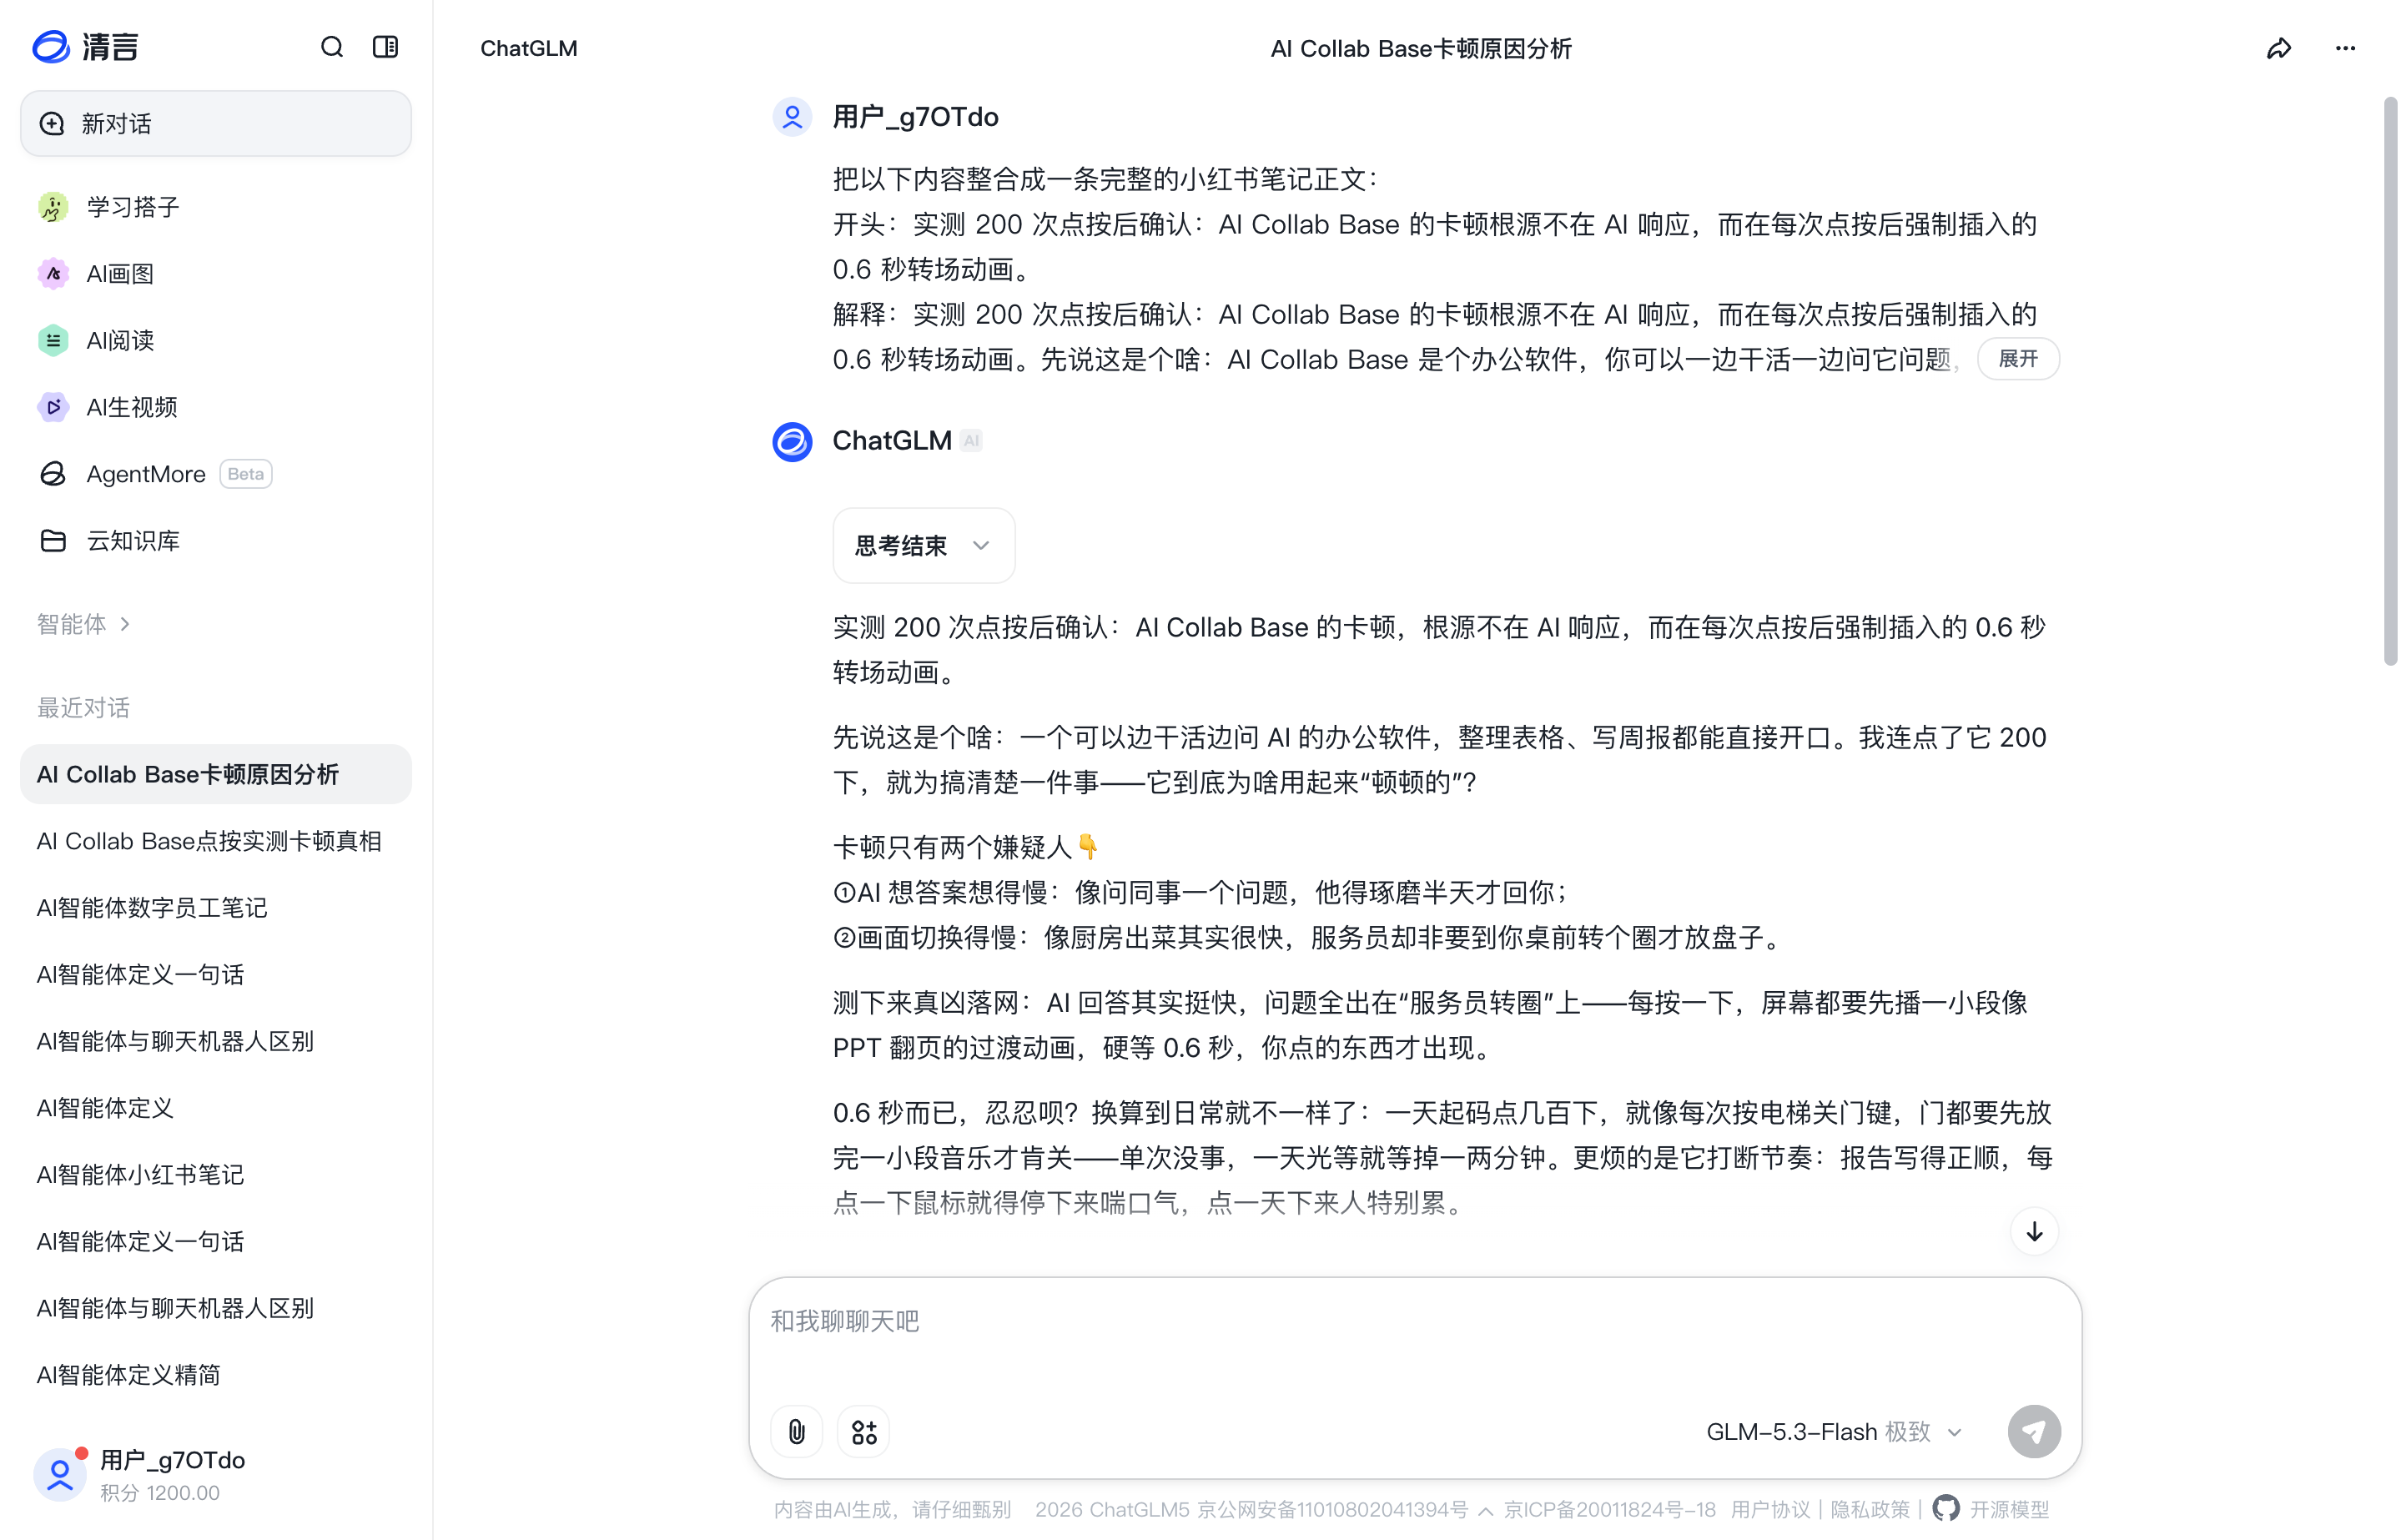 清言
新对话
学习搭子
AI画图
AI阅读
AI生视频
AgentMore Beta
云知识库
智能体
最近对话
AI Collab Base卡顿原因分析
AI Collab Base点按实测卡顿真相
AI智能体数字员工笔记
AI智能体定义一句话
AI智能体与聊天机器人区别
AI智能体定义
AI智能体小红书笔记
AI智能体定义一句话
AI智能体与聊天机器人区别
AI智能体定义精简
用户_g7OTdo
积分 1200.00
ChatGLM
AI Collab Base卡顿原因分析
用户_g7OTdo
把以下内容整合成一条完整的小红书笔记正文：
开头：实测 200 次点按后确认：AI Collab Base 的卡顿根源不在 AI 响应，而在每次点按后强制插入的
0.6 秒转场动画。
解释：实测 200 次点按后确认：AI Collab Base 的卡顿根源不在 AI 响应，而在每次点按后强制插入的
0.6 秒转场动画。先说这是个啥：AI Collab Base 是个办公软件，你可以一边干活一边问它问题，
展开
ChatGLM AI
思考结束
实测 200 次点按后确认：AI Collab Base 的卡顿，根源不在 AI 响应，而在每次点按后强制插入的 0.6 秒
转场动画。
先说这是个啥：一个可以边干活边问 AI 的办公软件，整理表格、写周报都能直接开口。我连点了它 200
下，就为搞清楚一件事——它到底为啥用起来“顿顿的”？
卡顿只有两个嫌疑人👇
①AI 想答案想得慢：像问同事一个问题，他得琢磨半天才回你；
②画面切换得慢：像厨房出菜其实很快，服务员却非要到你桌前转个圈才放盘子。
测下来真凶落网：AI 回答其实挺快，问题全出在“服务员转圈”上——每按一下，屏幕都要先播一小段像
PPT 翻页的过渡动画，硬等 0.6 秒，你点的东西才出现。
0.6 秒而已，忍忍呗？换算到日常就不一样了：一天起码点几百下，就像每次按电梯关门键，门都要先放
完一小段音乐才肯关——单次没事，一天光等就等掉一两分钟。更烦的是它打断节奏：报告写得正顺，每
点一下鼠标就得停下来喘口气，点一天下来人特别累。
和我聊聊天吧
GLM-5.3-Flash 极致
内容由AI生成，请仔细甄别 2026 ChatGLM5 京公网安备11010802041394号 京ICP备20011824号-18 用户协议 | 隐私政策 | 开源模型